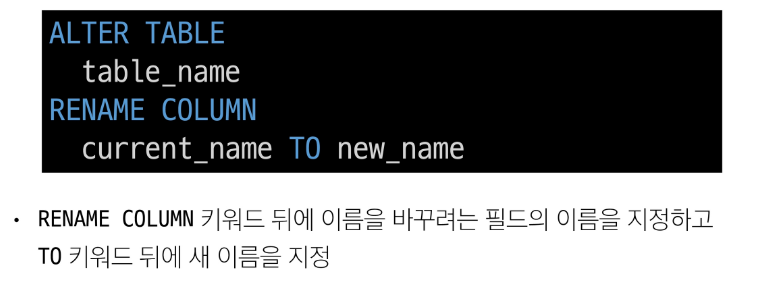 ALTER TABLE
table_name
RENAME COLUMN
current_name TO new_name
• RENAME COLUMN 키워드 뒤에 이름을 바꾸려는 필드의 이름을 지정하고
TO 키워드 뒤에 새 이름을 지정